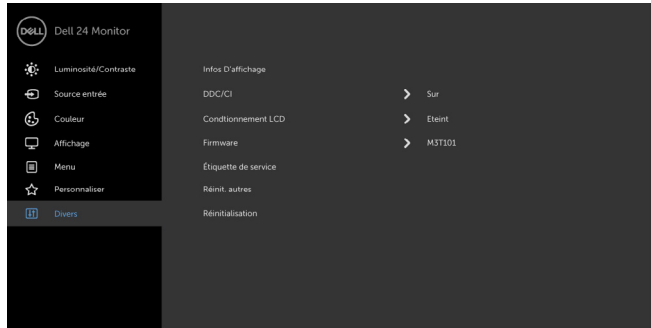 DELL Dell 24 Monitor
Luminosité/Contraste Infos D'affichage
Source entrée DDC/CI Sur
Couleur Condtionnement LCD Eteint
Affichage Firmware M3T101
Menu Étiquette de service
Personnaliser Réinit. autres
Divers Réinitialisation